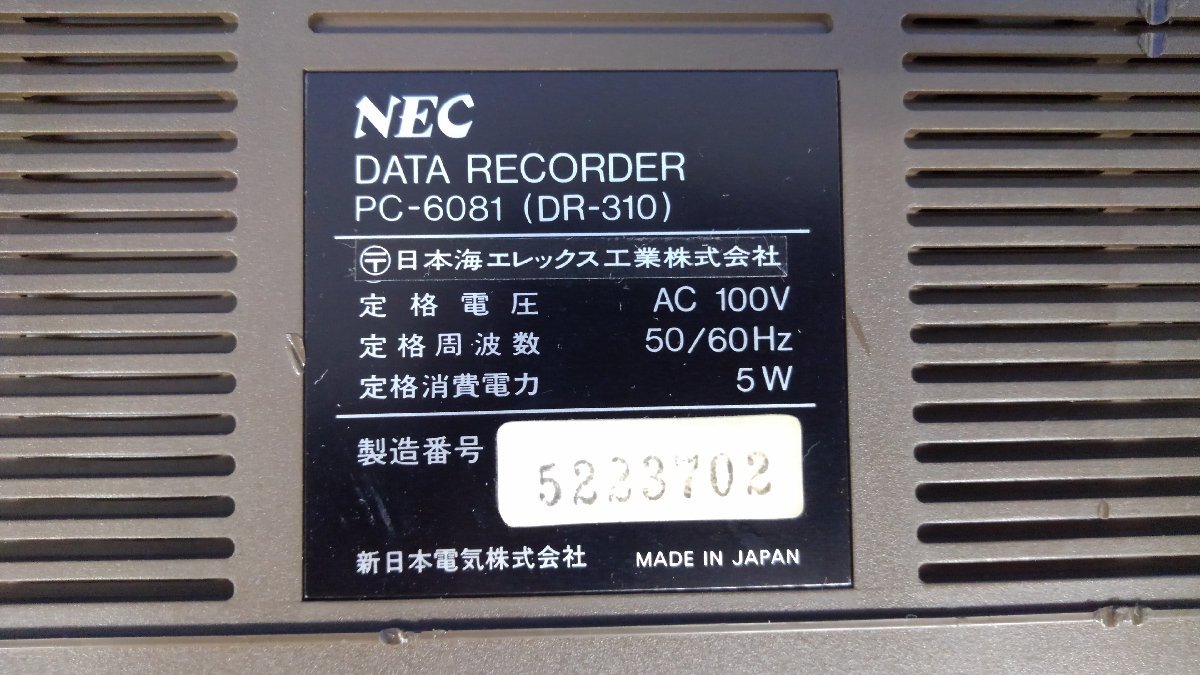 NEC
DATA RECORDER
PC-6081 (DR-310)
〶日本海エレックス工業株式会社
定格電圧 AC 100V
定格周波数 50/60Hz
定格消費電力 5W
製造番号 5223702
新日本電気株式会社 MADE IN JAPAN